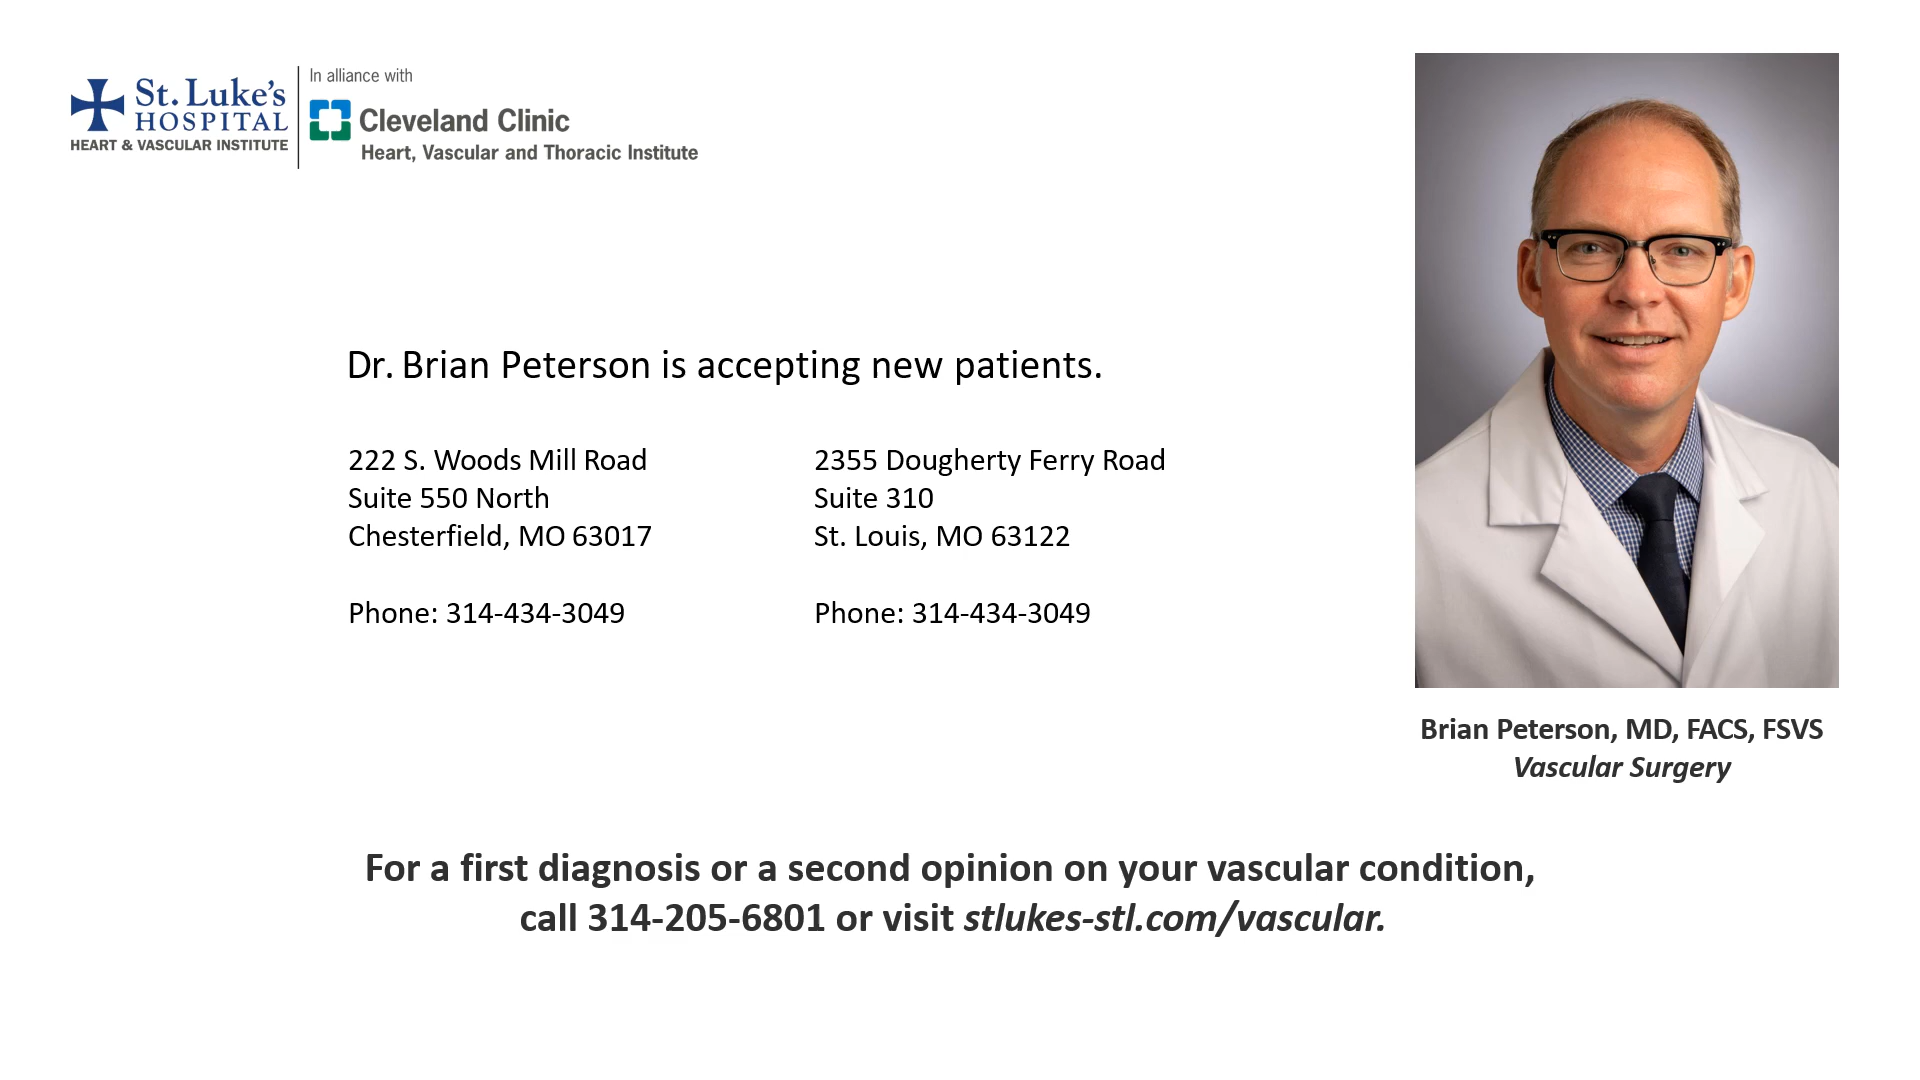 St. Luke's
HOSPITAL
HEART & VASCULAR INSTITUTE
In alliance with
Cleveland Clinic
Heart, Vascular and Thoracic Institute
Dr. Brian Peterson is accepting new patients.
222 S. Woods Mill Road
Suite 550 North
Chesterfield, MO 63017
Phone: 314-434-3049
2355 Dougherty Ferry Road
Suite 310
St. Louis, MO 63122
Phone: 314-434-3049
Brian Peterson, MD, FACS, FSVS
Vascular Surgery
For a first diagnosis or a second opinion on your vascular condition,
call 314-205-6801 or visit stlukes-stl.com/vascular.